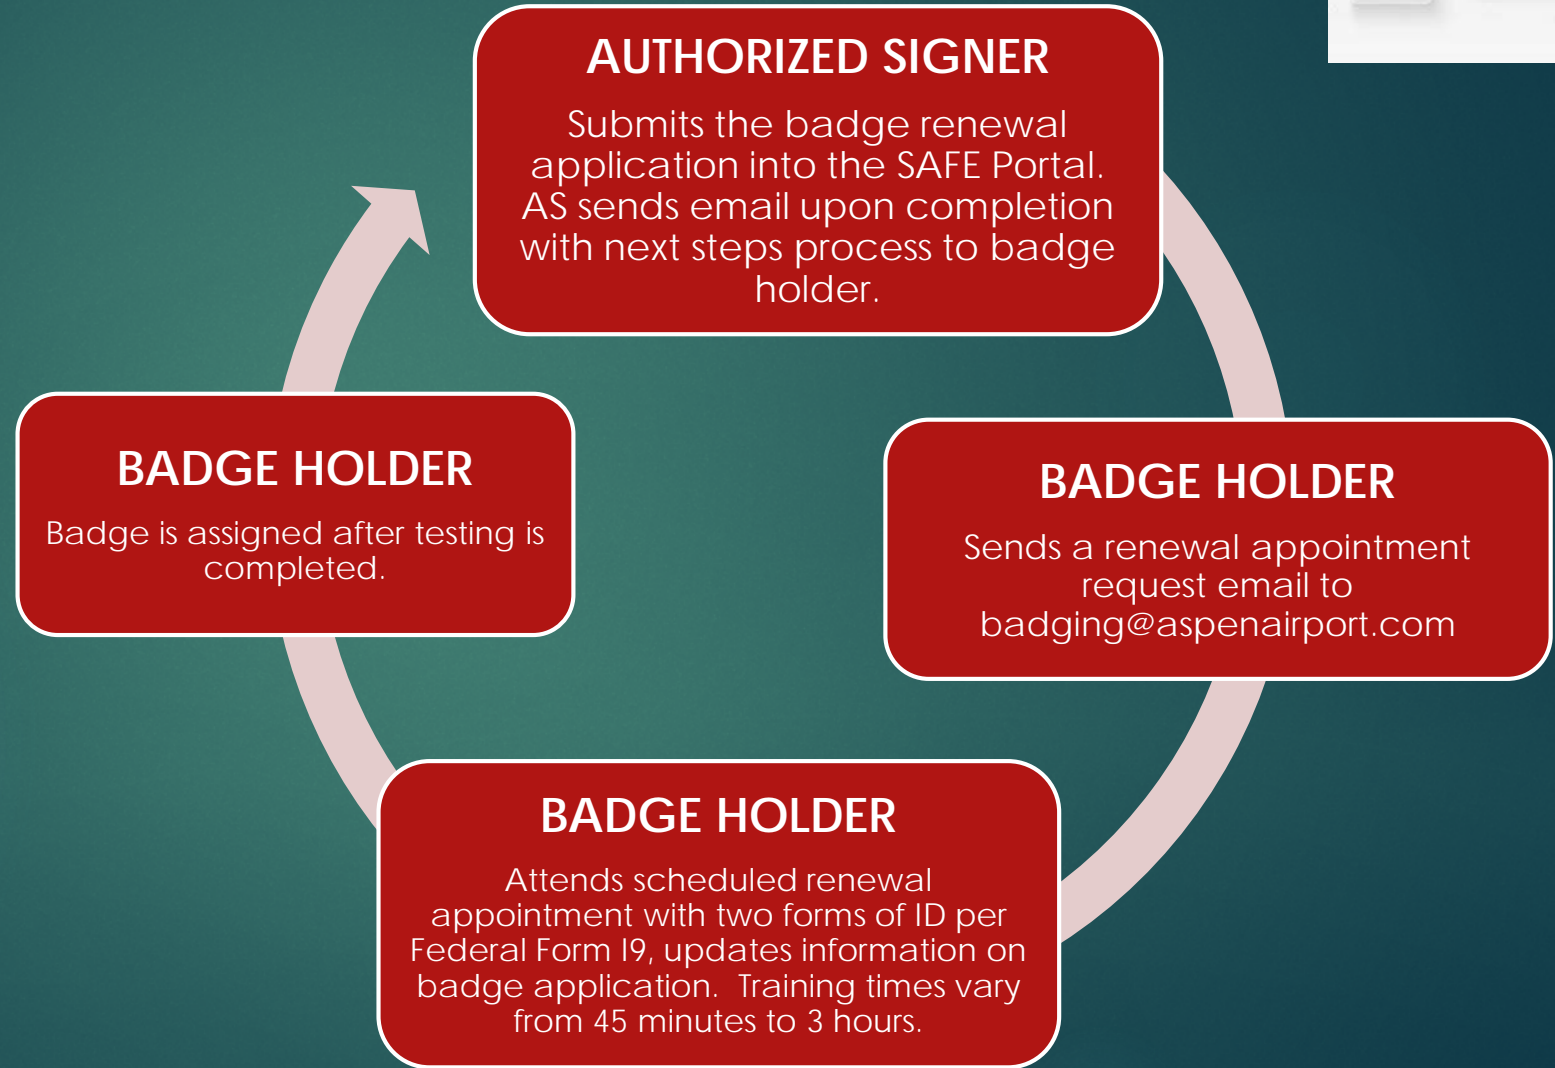 AUTHORIZED SIGNER
Submits the badge renewal
application into the SAFE Portal.
AS sends email upon completion
with next steps process to badge
holder.
BADGE HOLDER
Sends a renewal appointment
request email to
badging@aspenairport.com
BADGE HOLDER
Attends scheduled renewal
appointment with two forms of ID per
Federal Form I9, updates information on
badge application.  Training times vary
from 45 minutes to 3 hours.
BADGE HOLDER
Badge is assigned after testing is
completed.